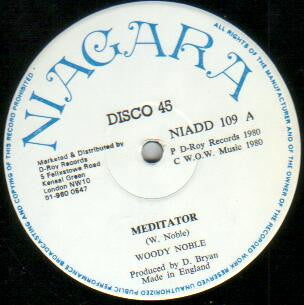 NIAGARA
DISCO 45
NIADD 109 A
P D-Roy Records 1980
C W.O.W. Music 1980
Marketed & Distributed by
D-Roy Records
5 Felixstowe Road
Kensal Green
London NW10
01-960 0647
MEDITATOR
(W. Noble)
WOODY NOBLE
Produced by D. Bryan
Made in England
ALL RIGHTS OF THE MANUFACTURER AND OF THE OWNER OF THE RECORDED WORK RESERVED UNAUTHORIZED PUBLIC PERFORMANCE BROADCASTING AND COPYING OF THIS RECORD PROHIBITED